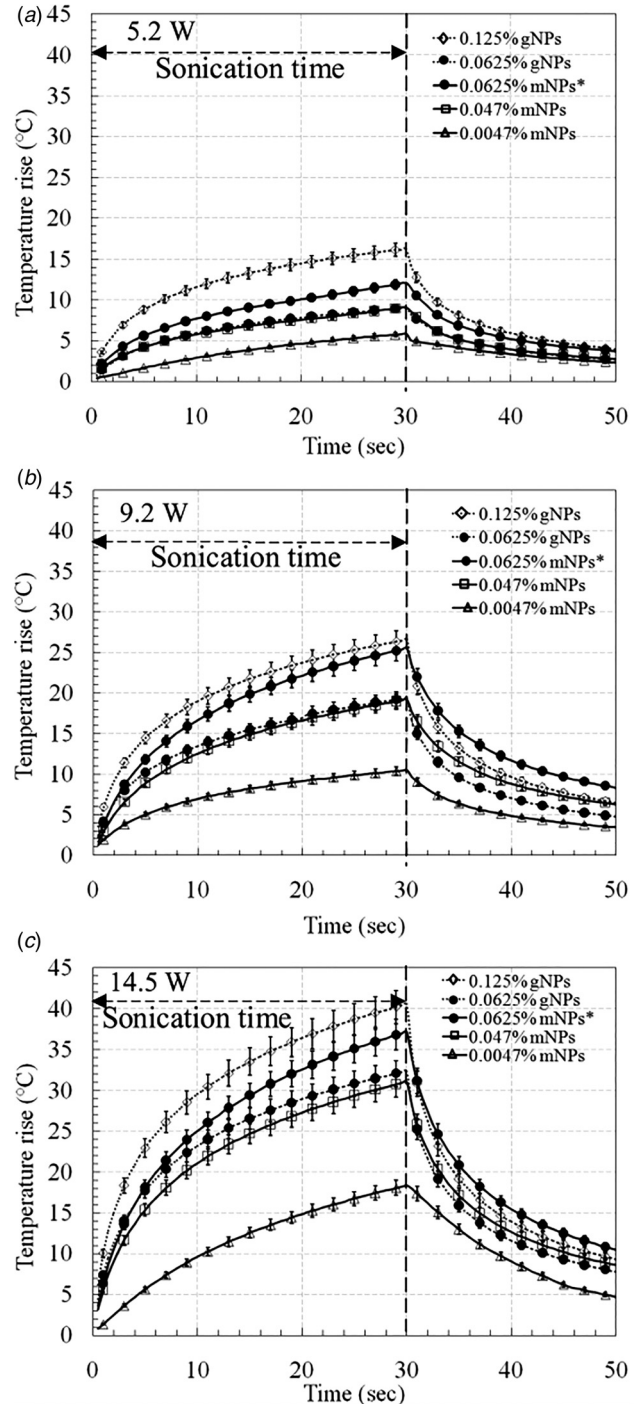 (a)
45
40
35
30
25
20
15
10
5
0
Temperature rise (°C)
5.2 W
Sonication time
0.125% gNPs
0.0625% gNPs
0.0625% mNPs*
0.047% mNPs
0.0047% mNPs
0 10 20 30 40 50
Time (sec)
(b)
45
40
35
30
25
20
15
10
5
0
Temperature rise (°C)
9.2 W
Sonication time
0.125% gNPs
0.0625% gNPs
0.0625% mNPs*
0.047% mNPs
0.0047% mNPs
0 10 20 30 40 50
Time (sec)
(c)
45
40
35
30
25
20
15
10
5
0
Temperature rise (°C)
14.5 W
Sonication time
0.125% gNPs
0.0625% gNPs
0.0625% mNPs*
0.047% mNPs
0.0047% mNPs
0 10 20 30 40 50
Time (sec)